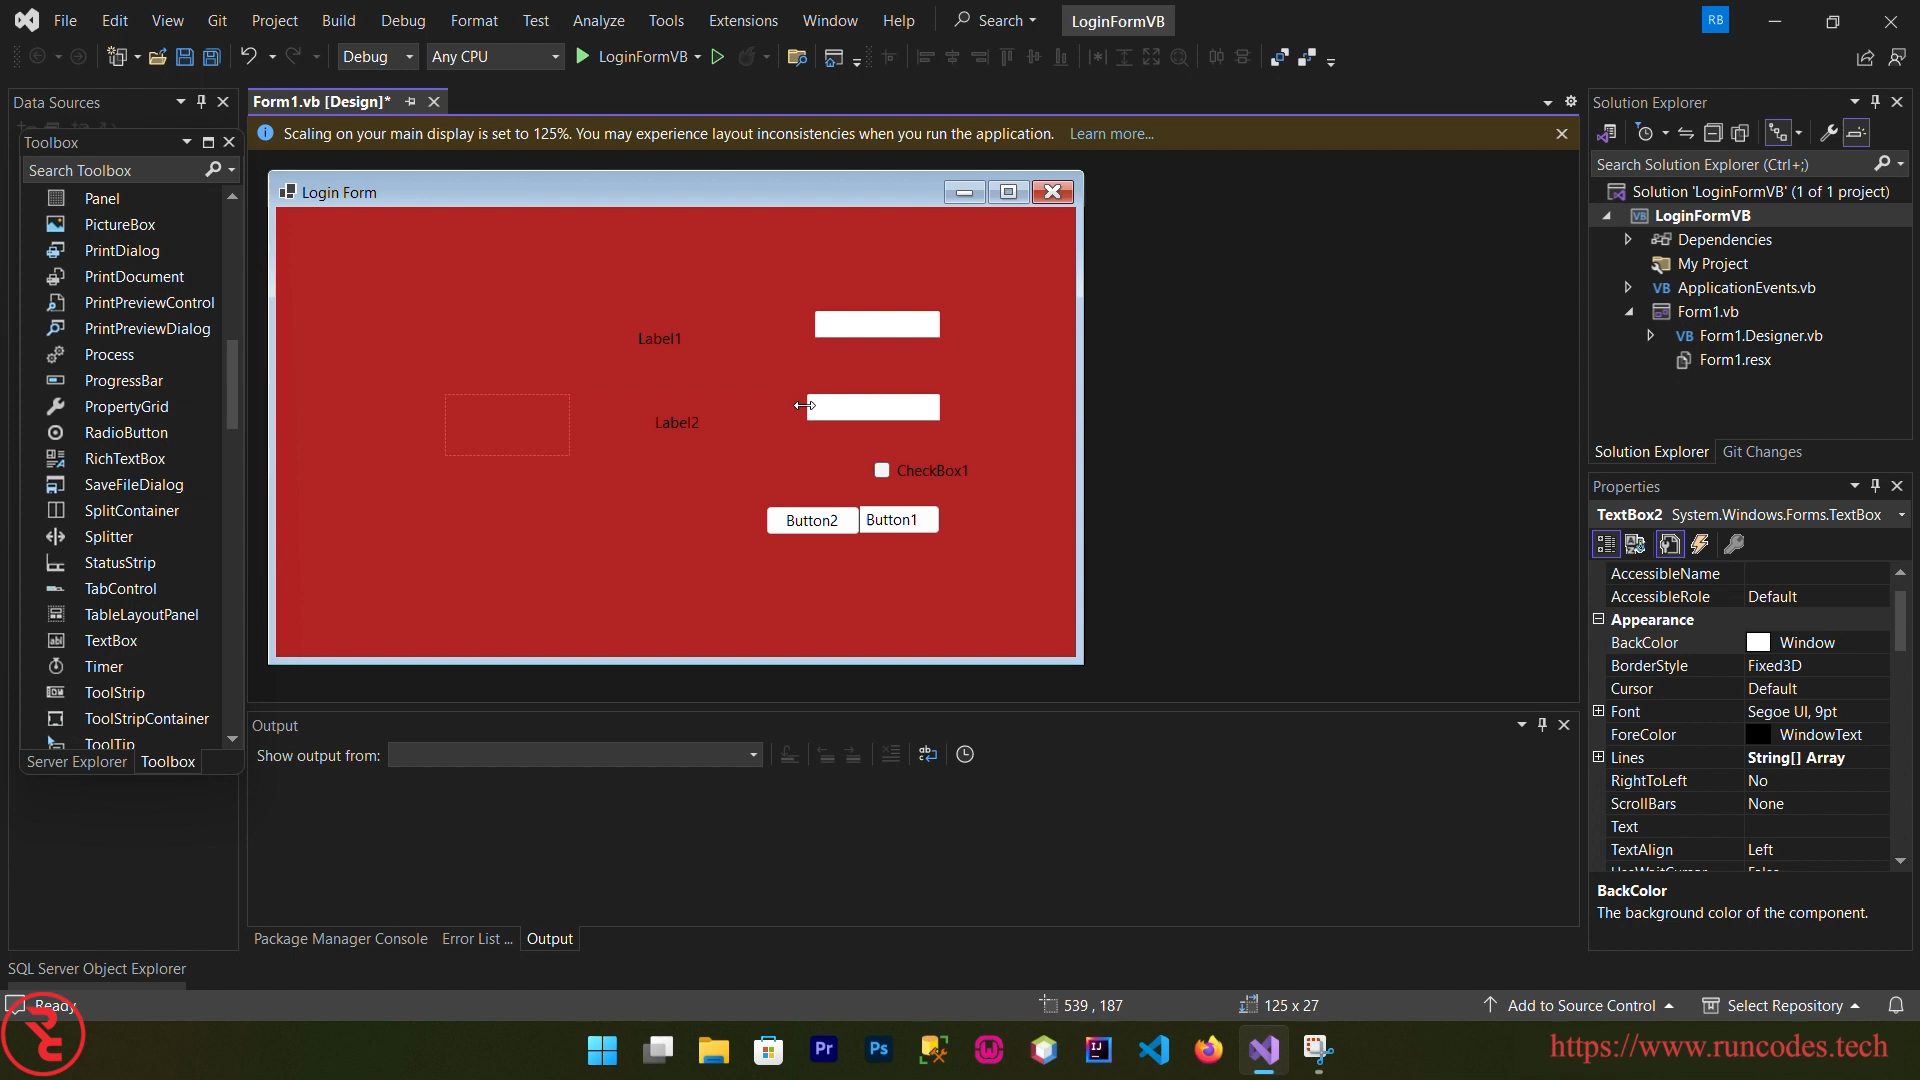 File Edit View Git Project Build Debug Format Test Analyze Tools Extensions Window Help Search LoginFormVB RB
Debug Any CPU LoginFormVB
Data Sources
Form1.vb [Design]*
Solution Explorer
Scaling on your main display is set to 125%. You may experience layout inconsistencies when you run the application. Learn more...
Toolbox
Search Toolbox
Panel
PictureBox
PrintDialog
PrintDocument
PrintPreviewControl
PrintPreviewDialog
Process
ProgressBar
PropertyGrid
RadioButton
RichTextBox
SaveFileDialog
SplitContainer
Splitter
StatusStrip
TabControl
TableLayoutPanel
TextBox
Timer
ToolStrip
ToolStripContainer
ToolTip
Server Explorer Toolbox
Login Form
Label1
Label2
CheckBox1
Button2 Button1
Search Solution Explorer (Ctrl+;)
Solution 'LoginFormVB' (1 of 1 project)
VB LoginFormVB
Dependencies
My Project
VB ApplicationEvents.vb
Form1.vb
VB Form1.Designer.vb
Form1.resx
Solution Explorer Git Changes
Properties
TextBox2 System.Windows.Forms.TextBox
AccessibleName
AccessibleRole Default
Appearance
BackColor Window
BorderStyle Fixed3D
Cursor Default
Font Segoe UI, 9pt
ForeColor WindowText
Lines String[] Array
RightToLeft No
ScrollBars None
Text
TextAlign Left
UseWaitCursor False
BackColor
The background color of the component.
Output
Show output from:
Package Manager Console Error List ... Output
SQL Server Object Explorer
Ready 539 , 187 125 x 27 Add to Source Control Select Repository
Pr Ps IJ
https://www.runcodes.tech